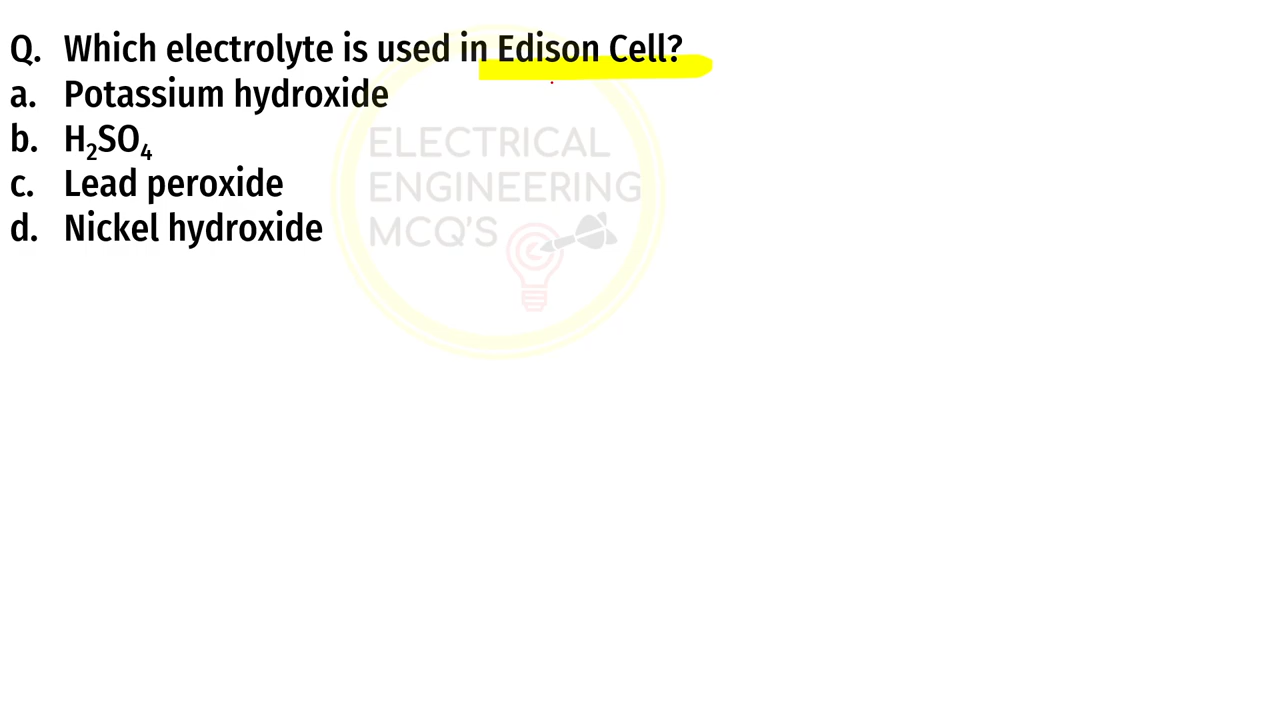 Q. Which electrolyte is used in Edison Cell?
a. Potassium hydroxide
b. H₂SO₄
c. Lead peroxide
d. Nickel hydroxide
ELECTRICAL
ENGINEERING
MCQ'S